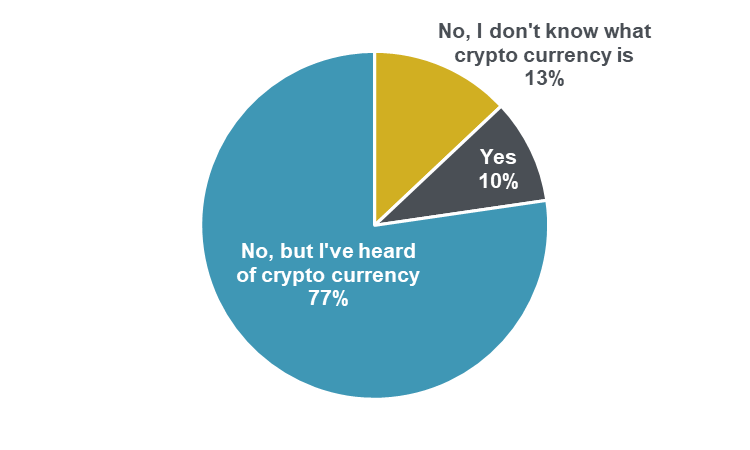 No, I don't know what
crypto currency is
13%
Yes
10%
No, but I've heard
of crypto currency
77%